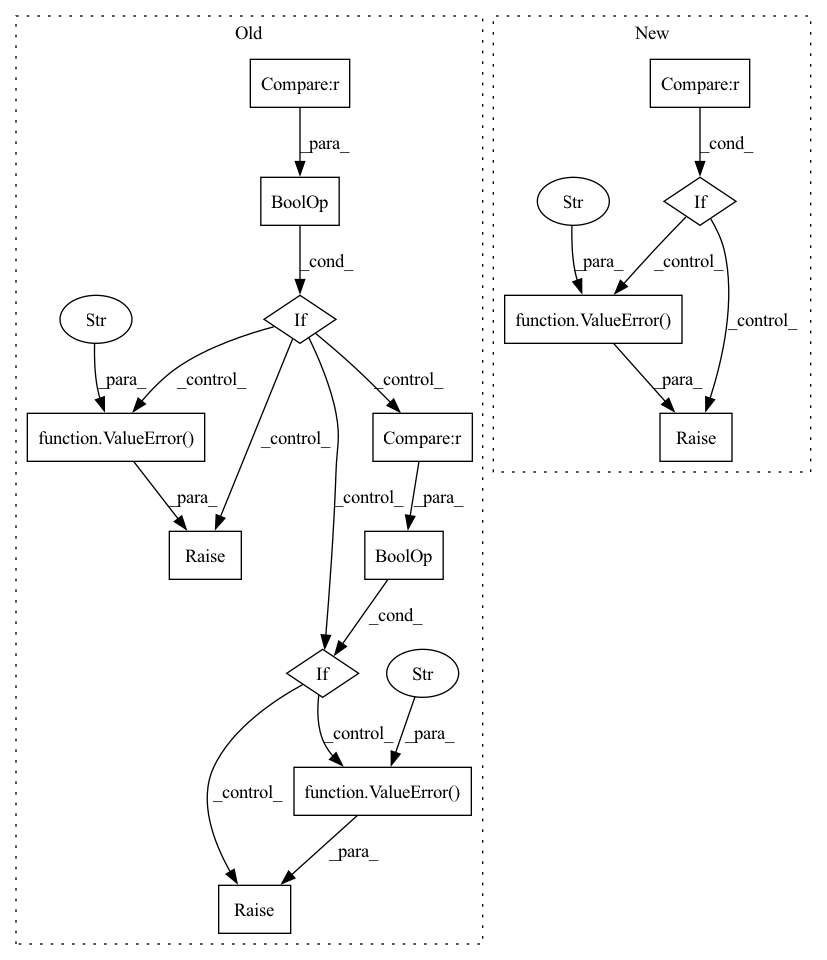 Old
New
Compare:r
Compare:r
_para_
_cond_
BoolOp
Str
If
_cond_
_para_
_control_
Str
If
function.ValueError()
_control_
_para_
_control_
_control_
_para_
function.ValueError()
Compare:r
Raise
_control_
_para_
_control_
_para_
Raise
BoolOp
_cond_
If
Str
_control_
_para_
_control_
function.ValueError()
_para_
Raise